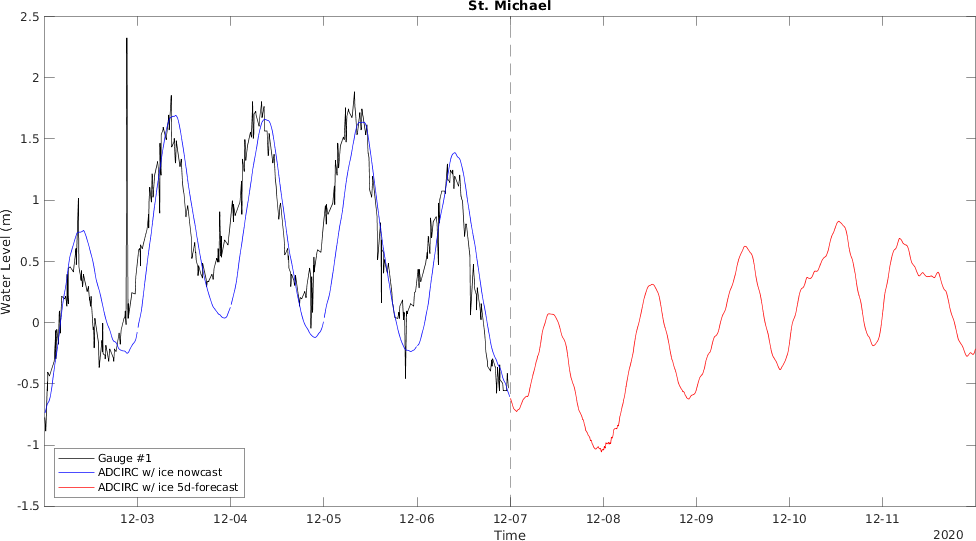 St. Michael
2.5
2
1.5
1
0.5
0
-0.5
-1
-1.5
Water Level (m)
Gauge #1
ADCIRC w/ ice nowcast
ADCIRC w/ ice 5d-forecast
12-03 12-04 12-05 12-06 12-07 12-08 12-09 12-10 12-11
Time
2020